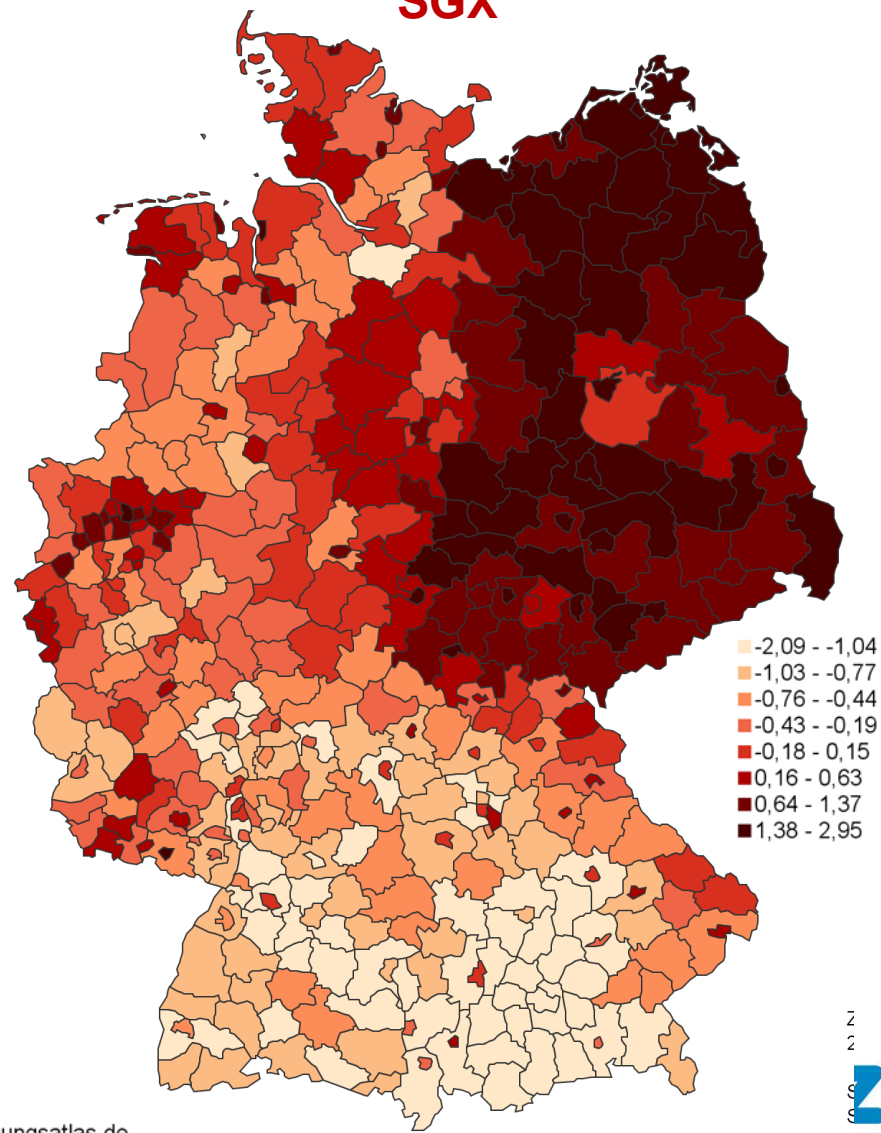 SGX
-2,09 - -1,04
-1,03 - -0,77
-0,76 - -0,44
-0,43 - -0,19
-0,18 - 0,15
0,16 - 0,63
0,64 - 1,37
1,38 - 2,95
Z
2
ungsatlas.de